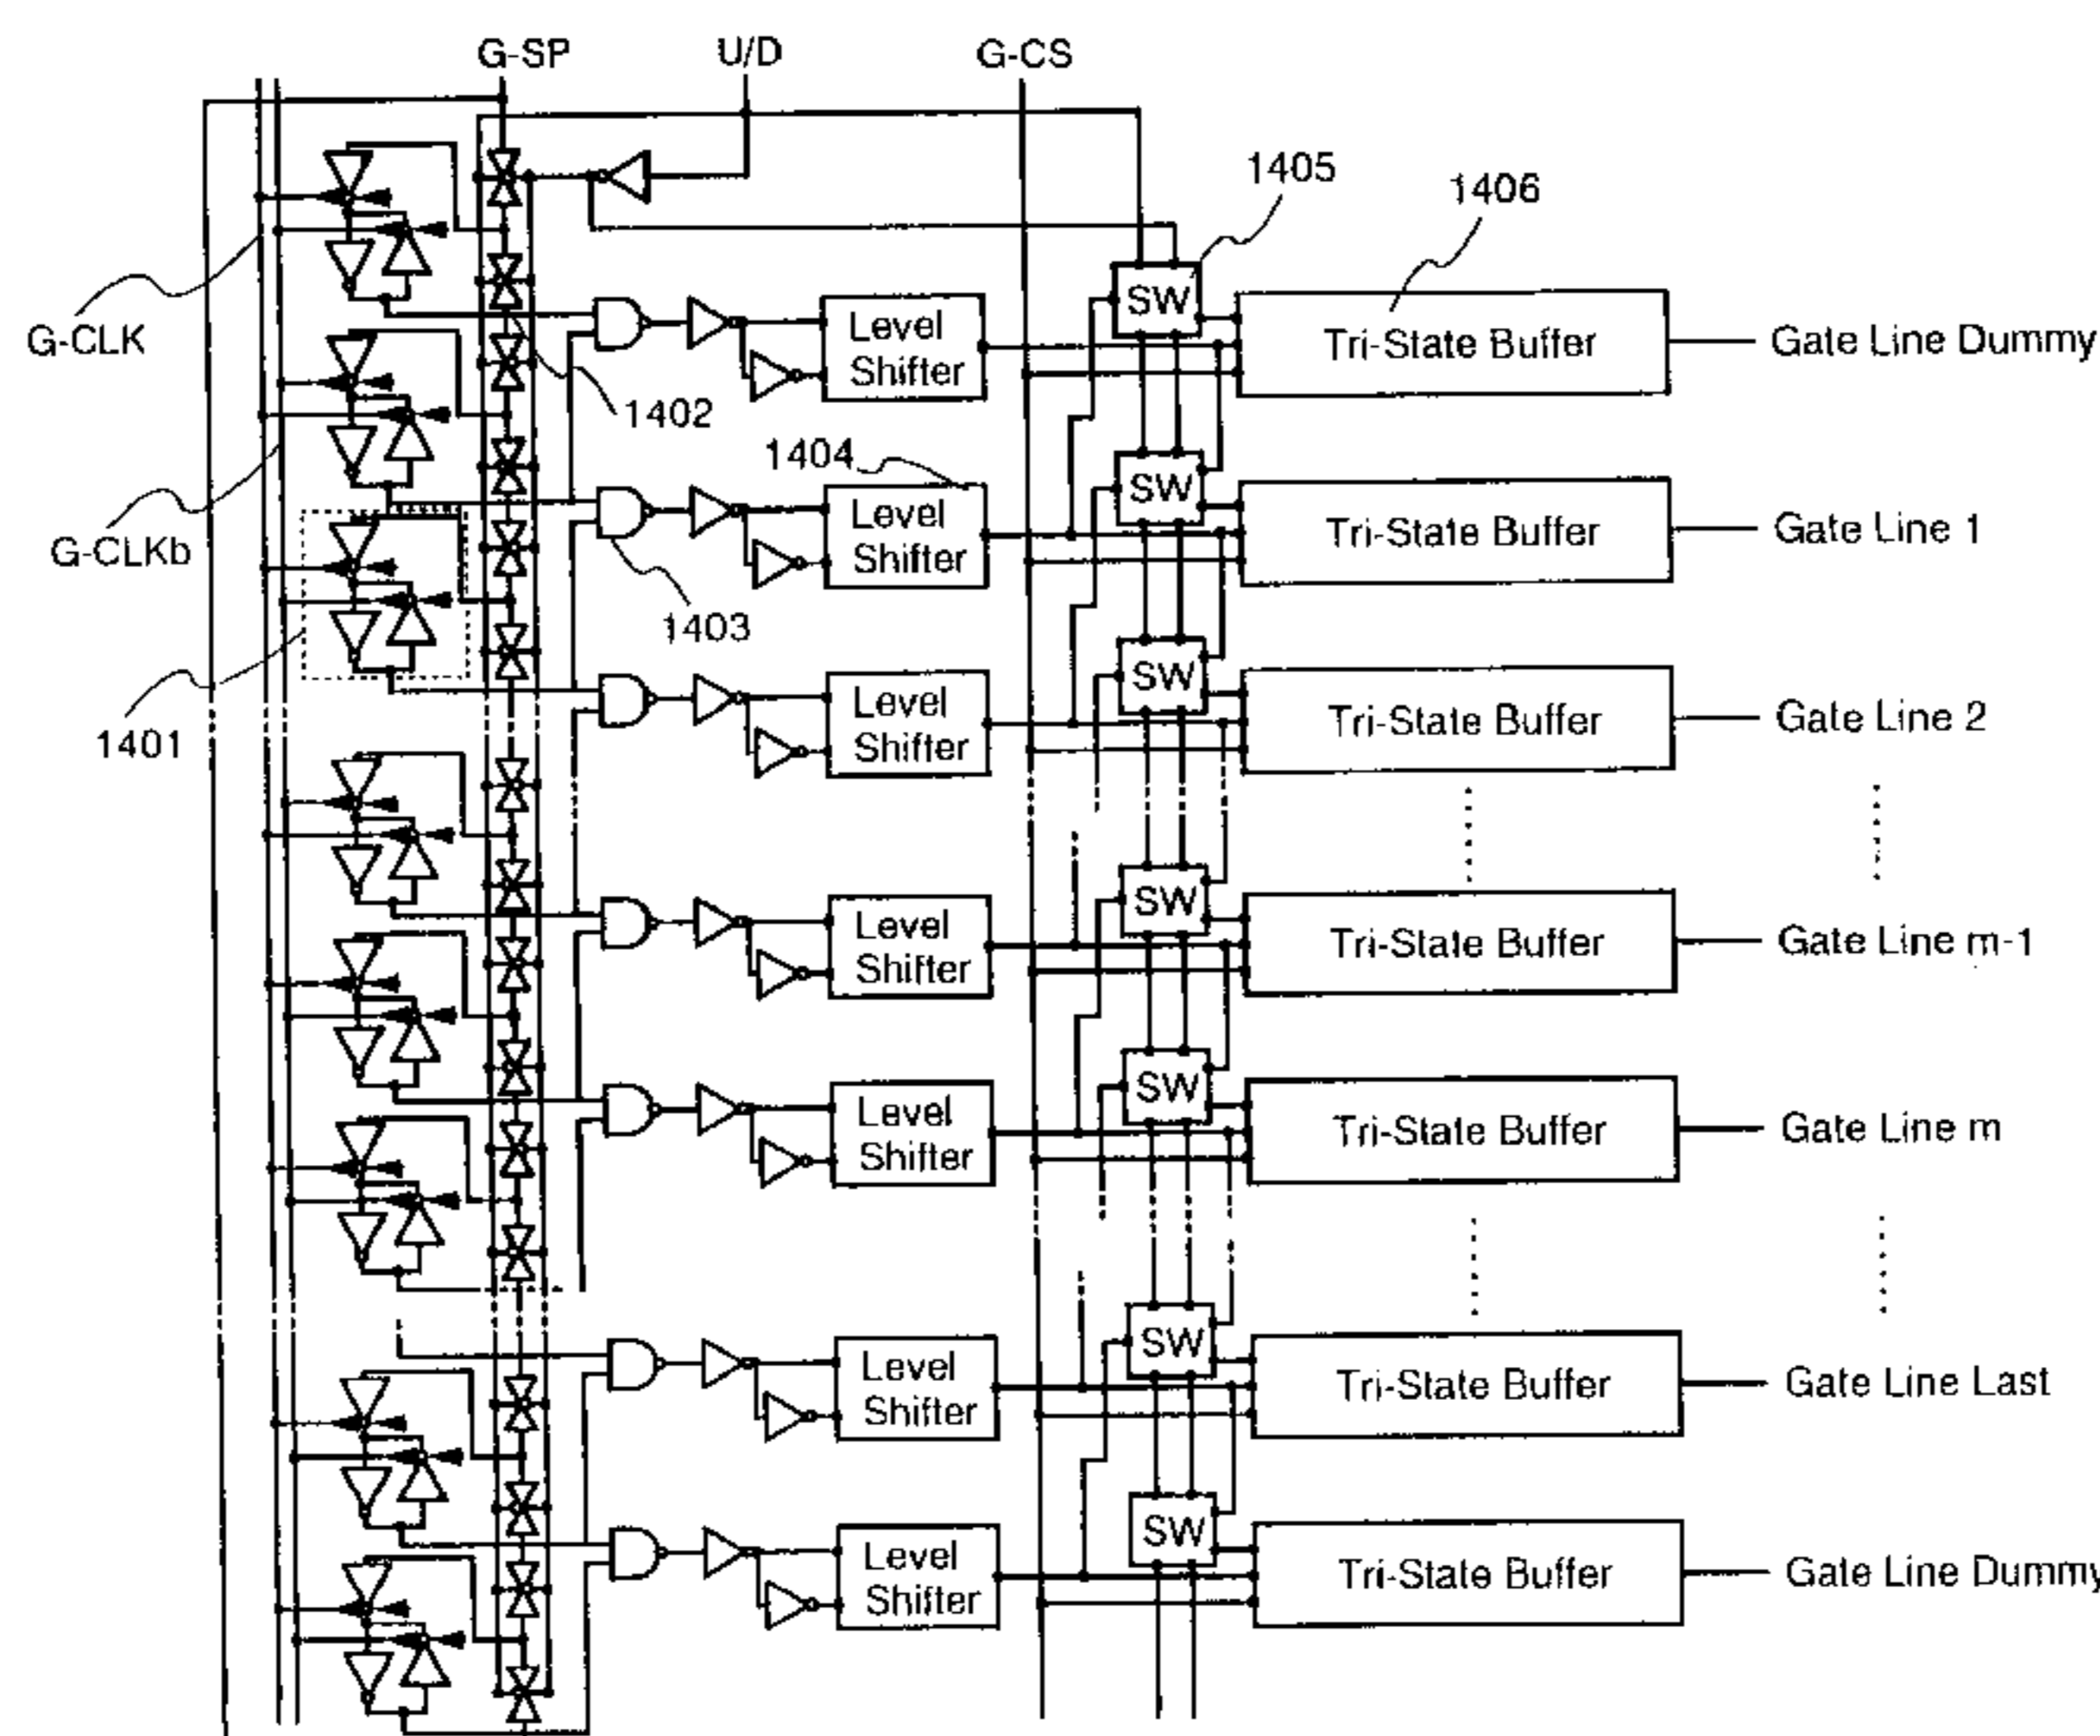 G-SP U/D G-CS
1405
1406
SW
G-CLK
Level Shifter
Tri-State Buffer
Gate Line Dummy
1402
1404
SW
G-CLKb
Level Shifter
Tri-State Buffer
Gate Line 1
1403
SW
1401
Level Shifter
Tri-State Buffer
Gate Line 2
SW
Level Shifter
Tri-State Buffer
Gate Line m-1
SW
Level Shifter
Tri-State Buffer
Gate Line m
SW
Level Shifter
Tri-State Buffer
Gate Line Last
SW
Level Shifter
Tri-State Buffer
Gate Line Dummy